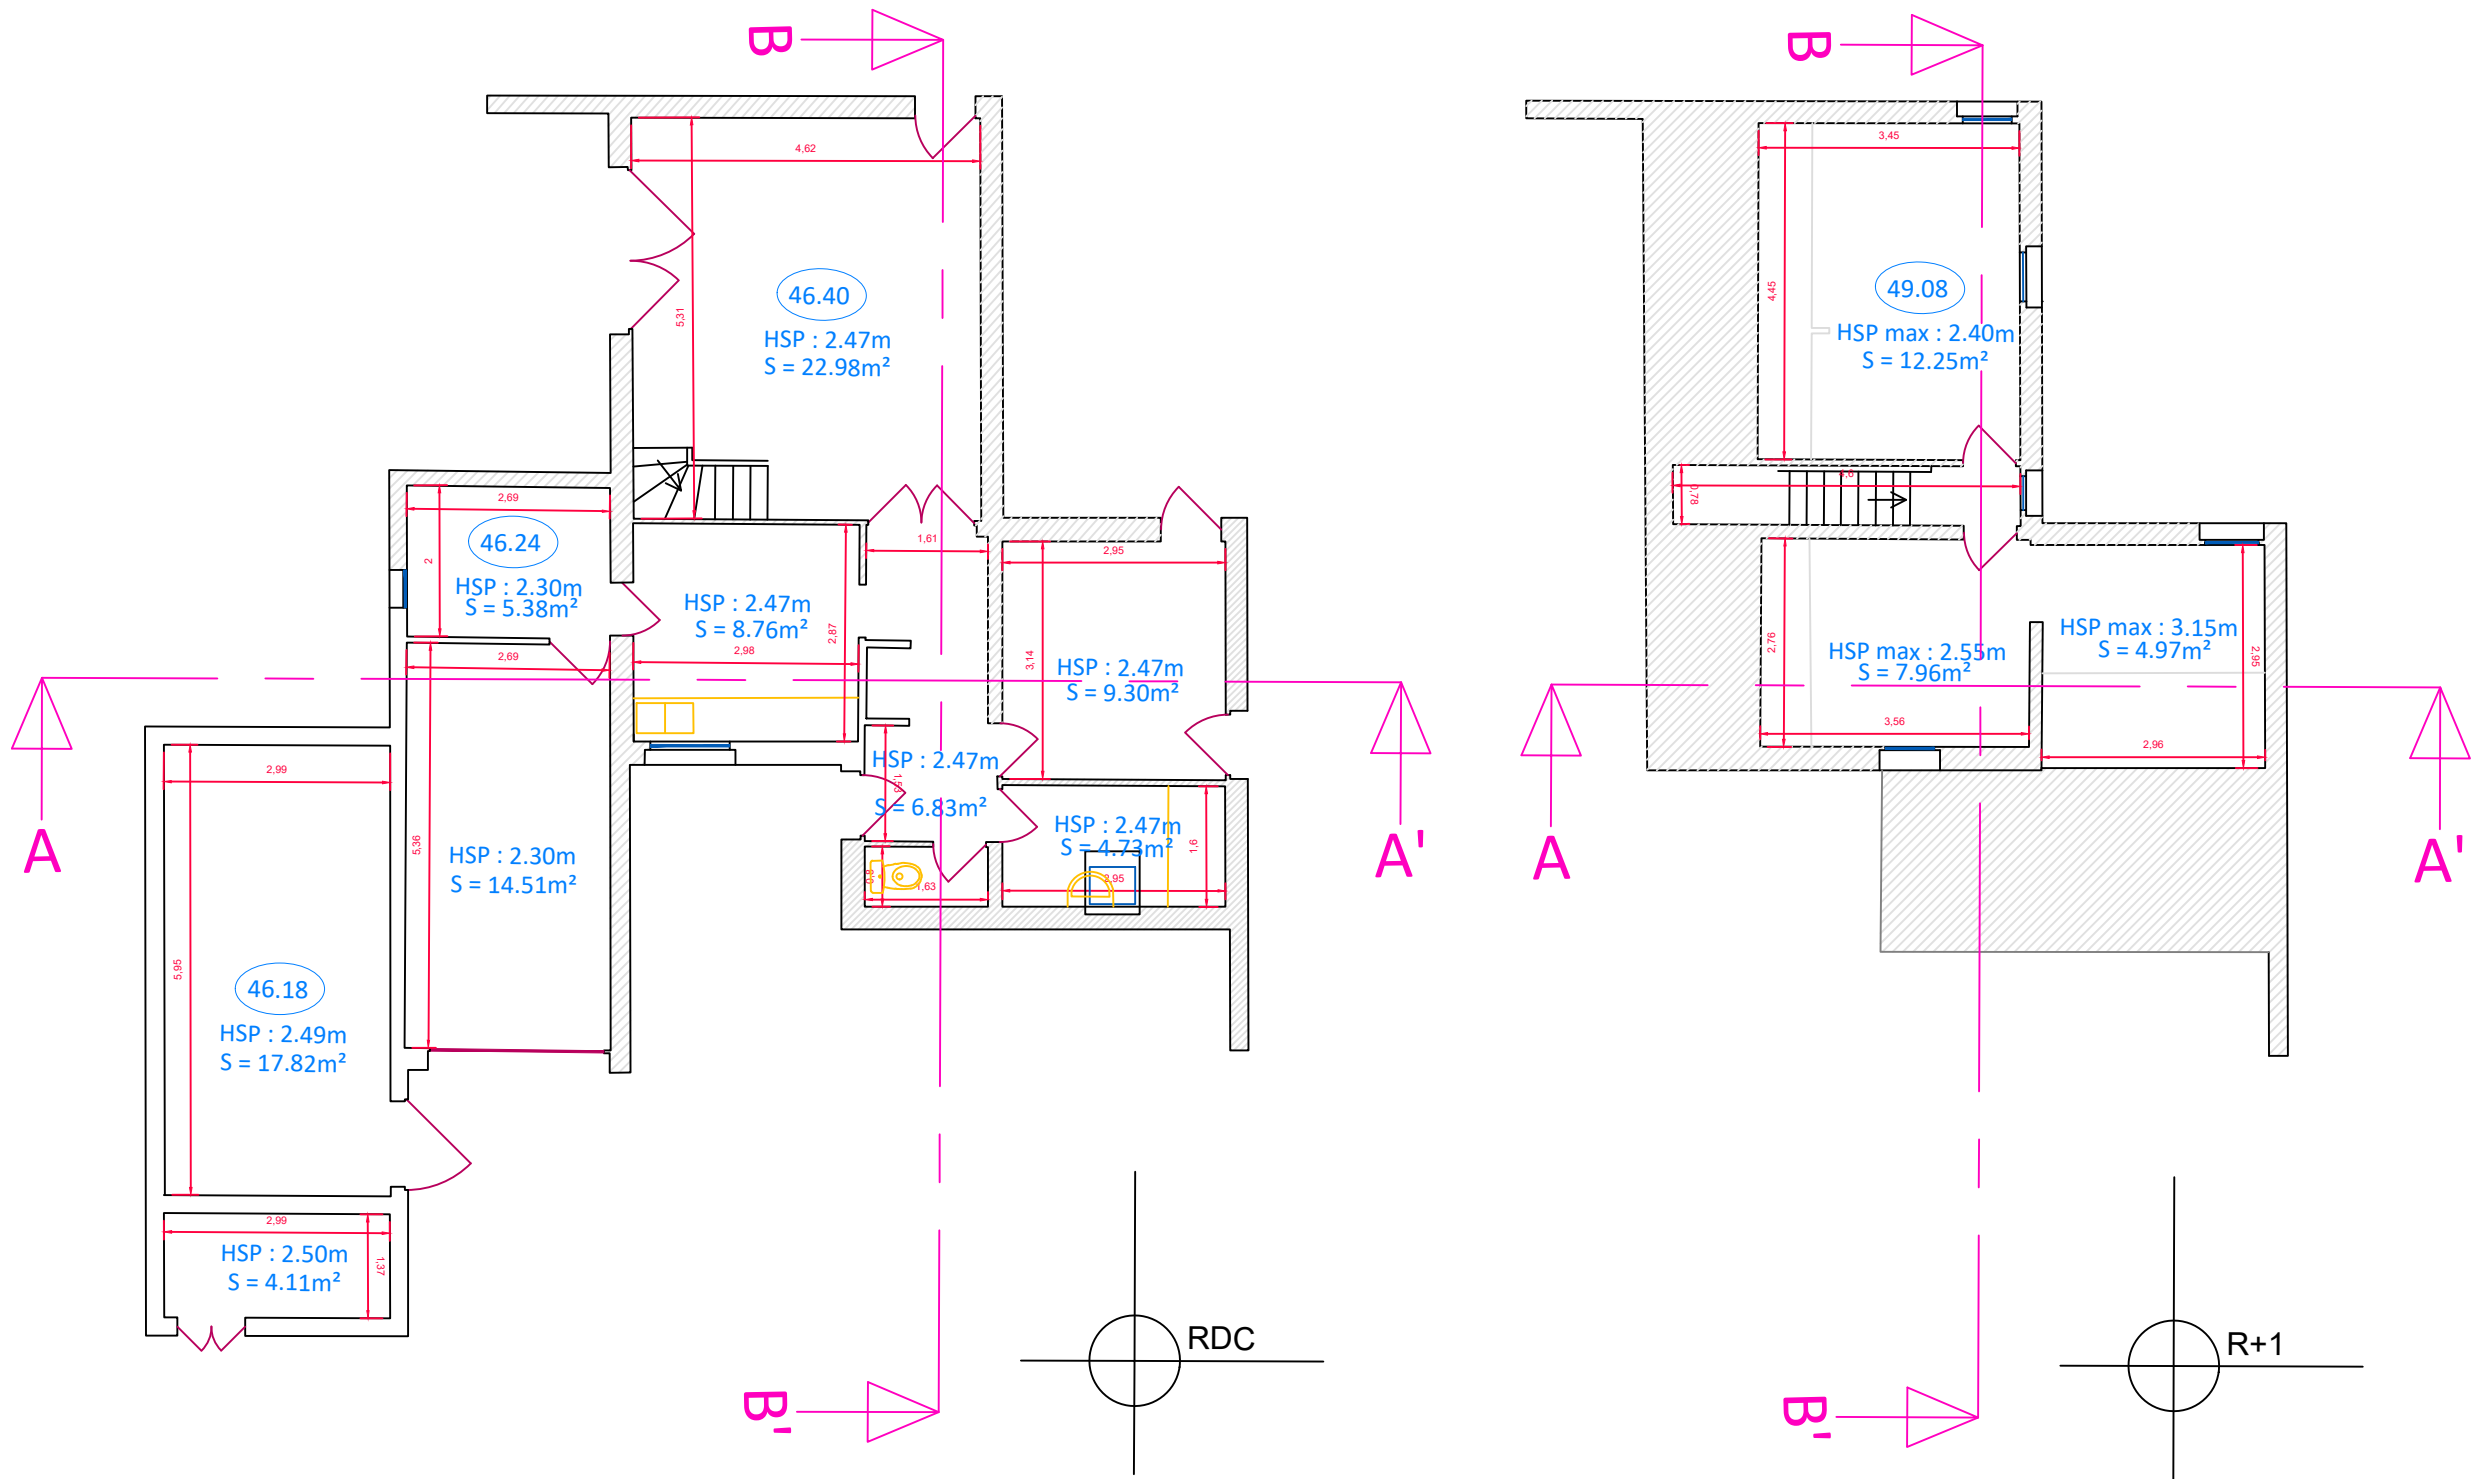 B
4,62
5,31
46.40
HSP : 2.47m
S = 22.98m²
2,69
2
46.24
HSP : 2.30m
S = 5.38m²
2,69
HSP : 2.47m
S = 8.76m²
2,98
2,87
1,61
2,95
3,14
HSP : 2.47m
S = 9.30m²
A
A'
2,99
5,95
5,36
HSP : 2.30m
S = 14.51m²
HSP : 2.47m
S = 6.83m²
HSP : 2.47m
S = 4.73m²
1,6
2,95
1,63
46.18
HSP : 2.49m
S = 17.82m²
2,99
HSP : 2.50m
S = 4.11m²
1,37
B'
RDC
B
3,45
4,45
49.08
HSP max : 2.40m
S = 12.25m²
0,78
2,76
HSP max : 2.55m
S = 7.96m²
3,56
HSP max : 3.15m
S = 4.97m²
2,95
2,96
A
A'
B'
R+1